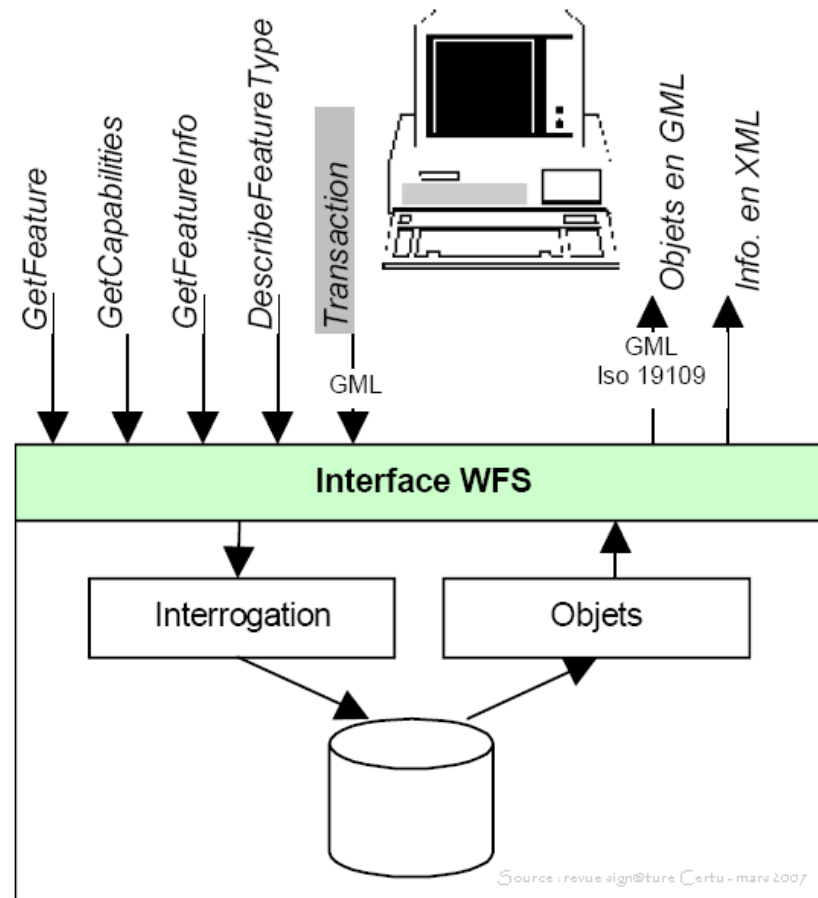 GetFeature
GetCapabilities
GetFeatureInfo
DescribeFeatureType
Transaction
Objets en GML
Info. en XML
GML
GML
Iso 19109
Interface WFS
Interrogation
Objets
Source : revue sign@ture Certu - mars 2007